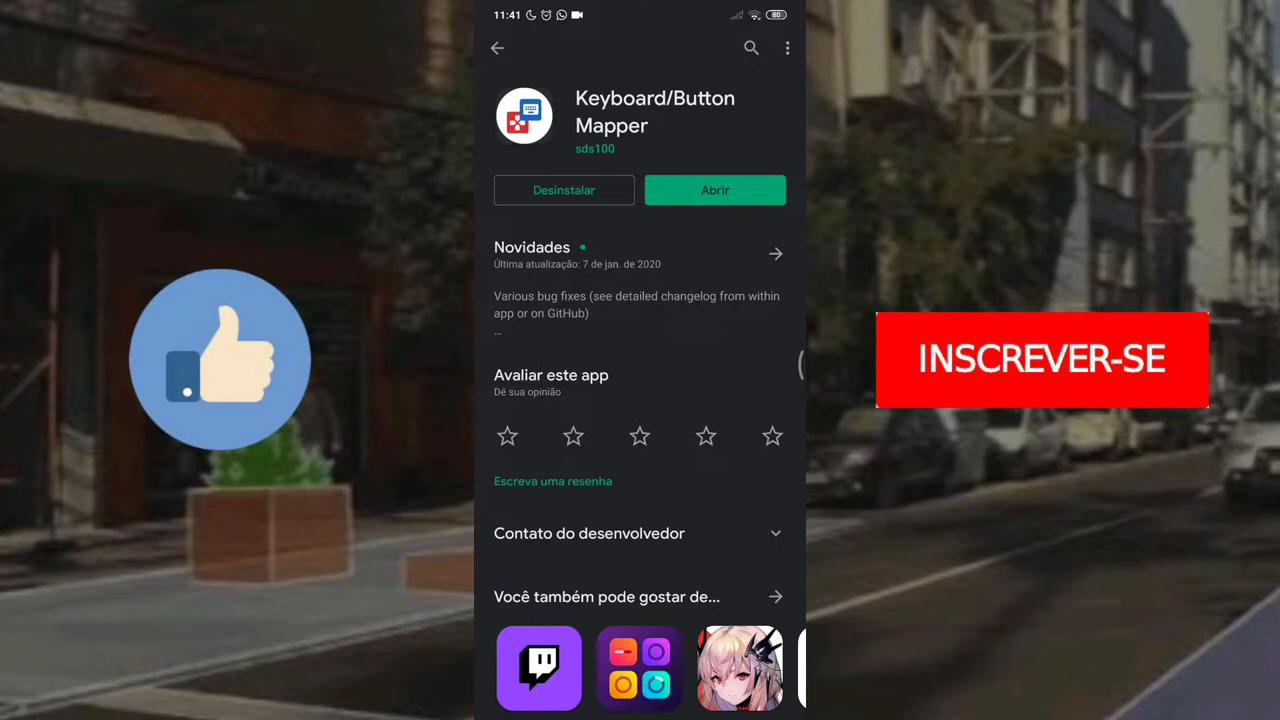 11:41
80
Keyboard/Button
Mapper
sds100
Desinstalar
Abrir
Novidades
Última atualização: 7 de jan. de 2020
Various bug fixes (see detailed changelog from within
app or on GitHub)
...
Avaliar este app
Dê sua opinião
Escreva uma resenha
Contato do desenvolvedor
Você também pode gostar de...
INSCREVER-SE